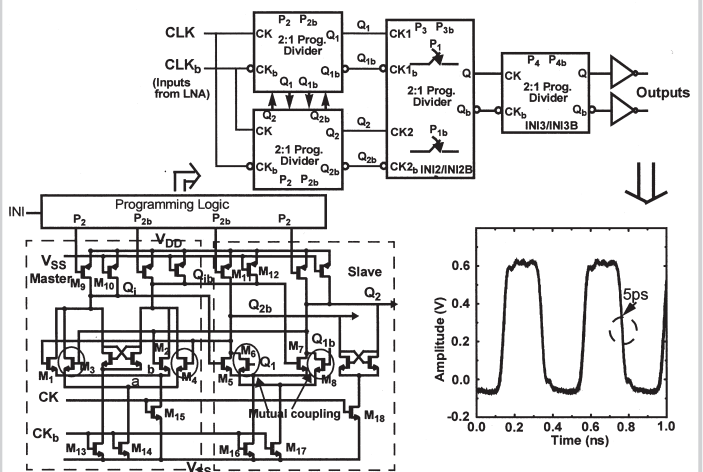 CLK
CLKb
(Inputs
from LNA)
P2 P2b
CK Q1
2:1 Prog.
Divider
CKb Q1b
Q1 Q1b
Q2 Q2b
CK Q2
2:1 Prog.
Divider
CKb Q2b
P2 P2b
Q1
Q1b
Q2
Q2b
P3 P3b
CK1 P1
CK1b Q
2:1 Prog.
Divider
Qb
P1b
CK2
CK2b INI2/INI2B
P4 P4b
CK Q
2:1 Prog.
Divider
CKb Qb
INI3/INI3B
Outputs
INI
Programming Logic
P2 P2b P2b P2
VDD
VSS
Master
Slave
M9 M10 M11 M12
Qi Qib Q2
Q2b
M1 M3 M2 M4 M5 M6 M7 M8
Q1 Q1b
a b
Mutual coupling
CK
M15 M18
CKb
M13 M14 M16 M17
VSS
5ps
Amplitude (V)
0.6
0.4
0.2
0.0
-0.2
0.0 0.2 0.4 0.6 0.8 1.0
Time (ns)